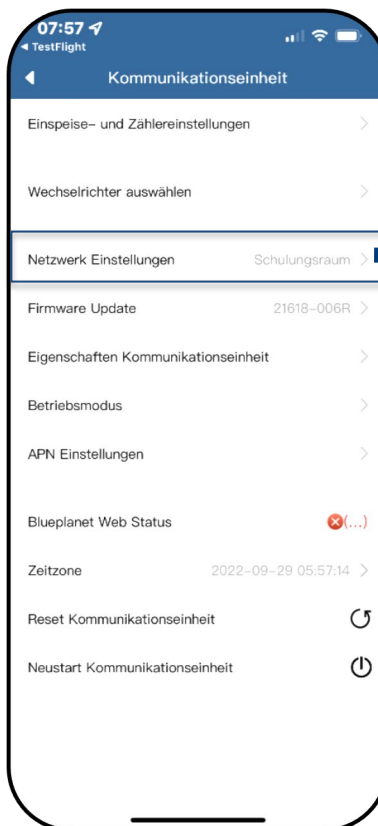 07:57
◄ TestFlight
Kommunikationseinheit
Einspeise- und Zählereinstellungen
Wechselrichter auswählen
Netzwerk Einstellungen Schulungsraum
Firmware Update 21618-006R
Eigenschaften Kommunikationseinheit
Betriebsmodus
APN Einstellungen
Blueplanet Web Status (...)
Zeitzone 2022-09-29 05:57:14
Reset Kommunikationseinheit
Neustart Kommunikationseinheit